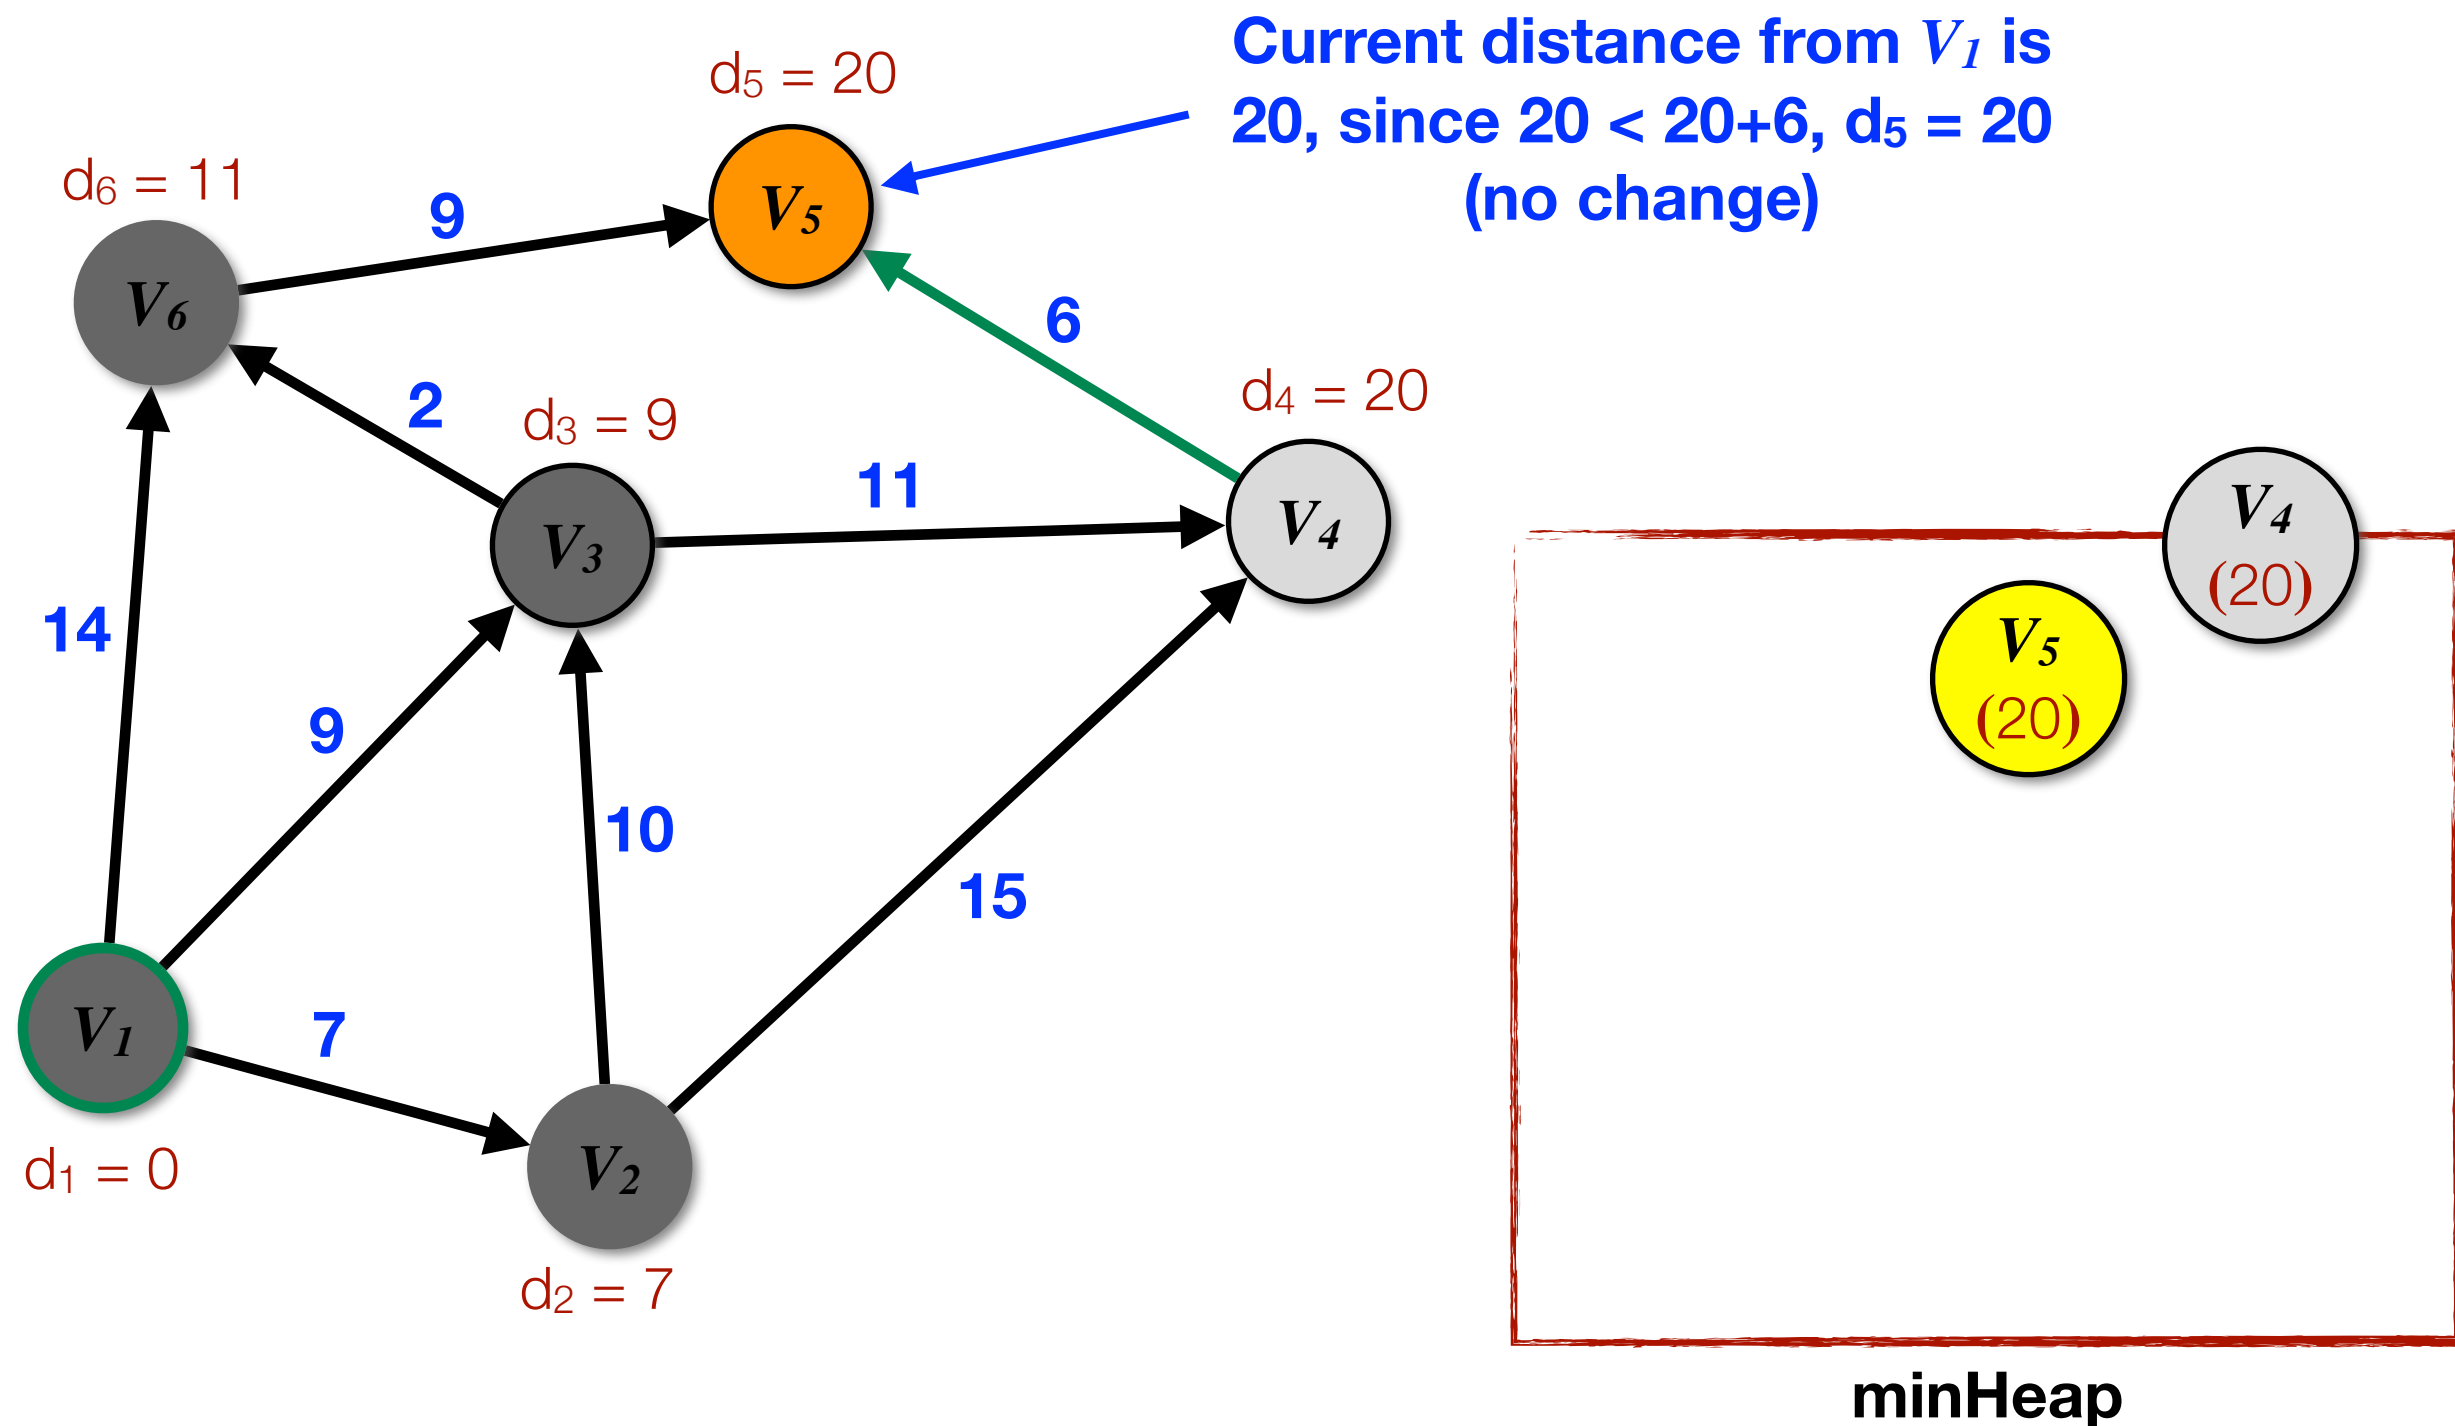 Current distance from V1 is
20, since 20 < 20+6, d5 = 20
(no change)
d5 = 20
V5
d6 = 11
9
V6
6
2
d3 = 9
d4 = 20
11
V3
V4
V4
(20)
V5
(20)
14
9
10
15
V1
7
d1 = 0
V2
d2 = 7
minHeap